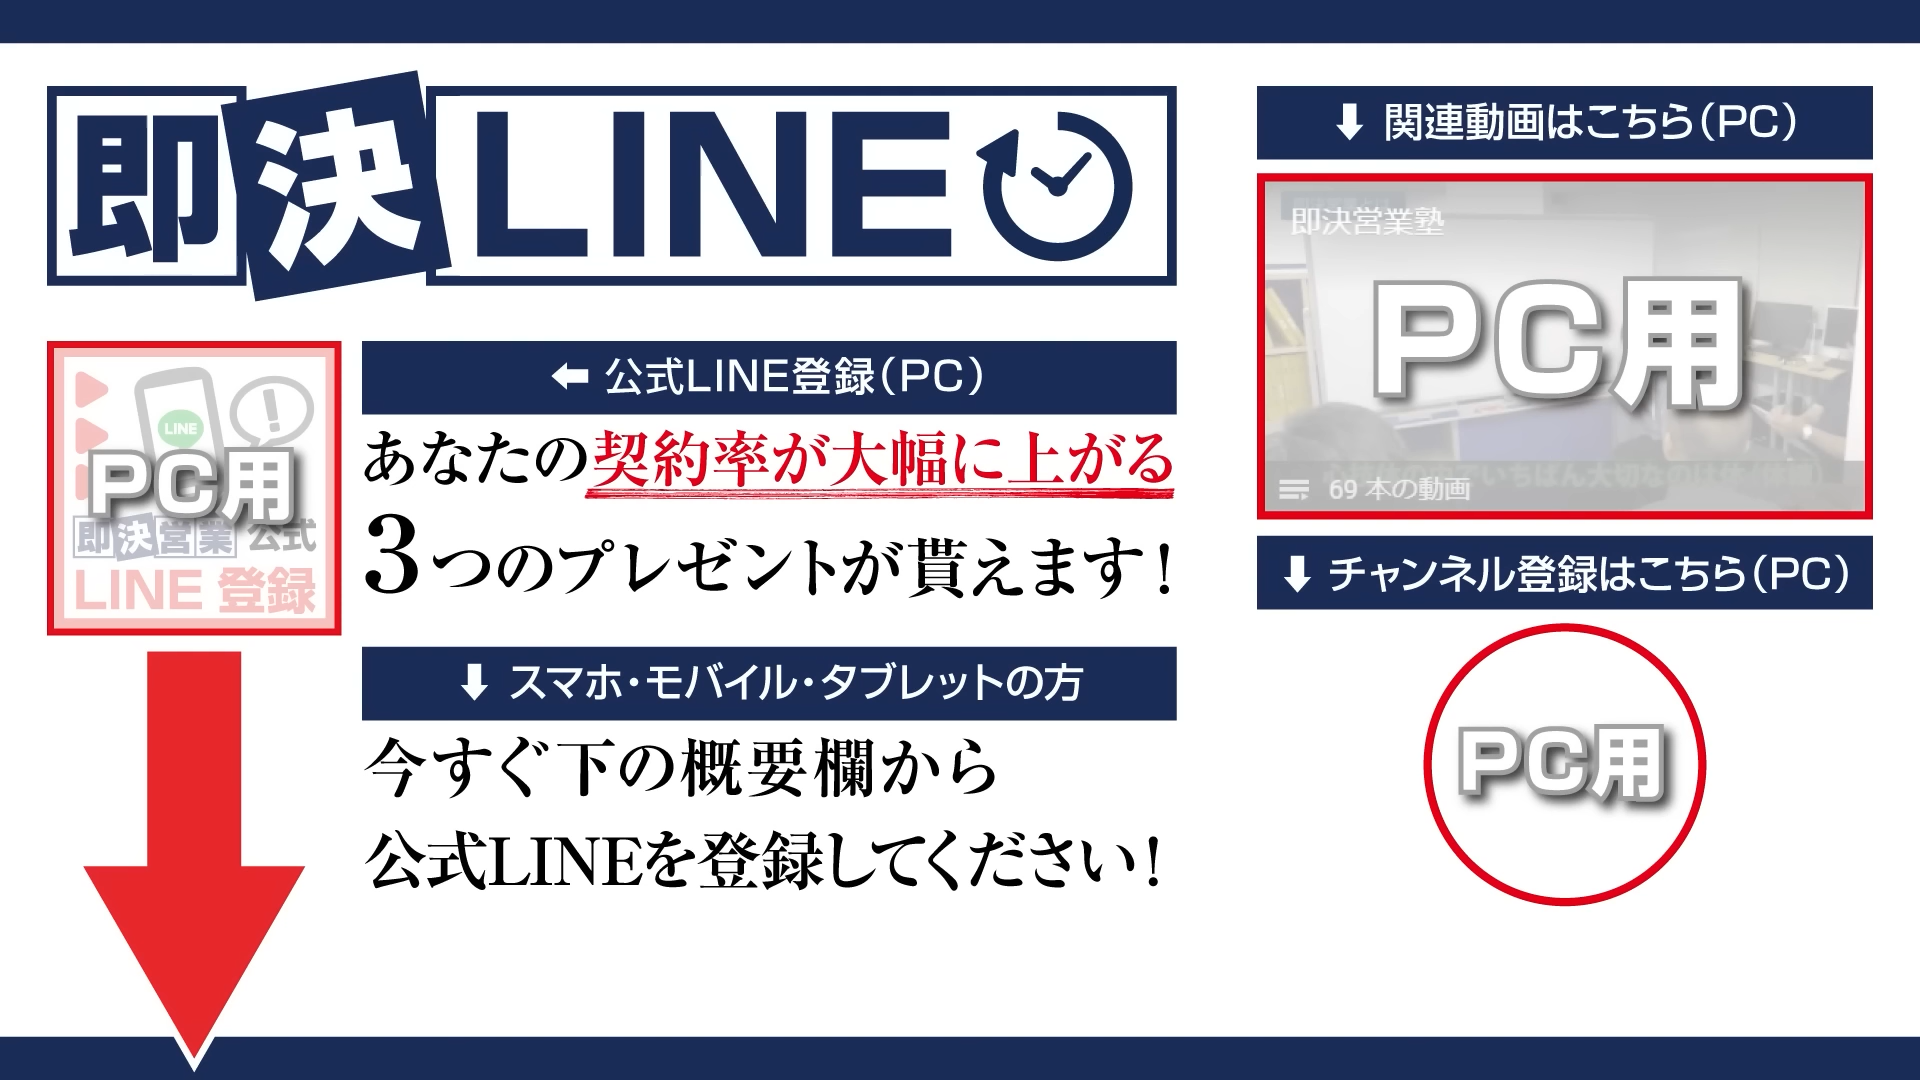 即決LINE
LINE
PC用
即決営業 公式
LINE 登録
⬅ 公式LINE登録(PC)
あなたの契約率が大幅に上がる
3つのプレゼントが貰えます!
⬇ スマホ・モバイル・タブレットの方
今すぐ下の概要欄から
公式LINEを登録してください!
⬇ 関連動画はこちら(PC)
即決営業塾
PC用
69 本の動画
⬇ チャンネル登録はこちら(PC)
PC用